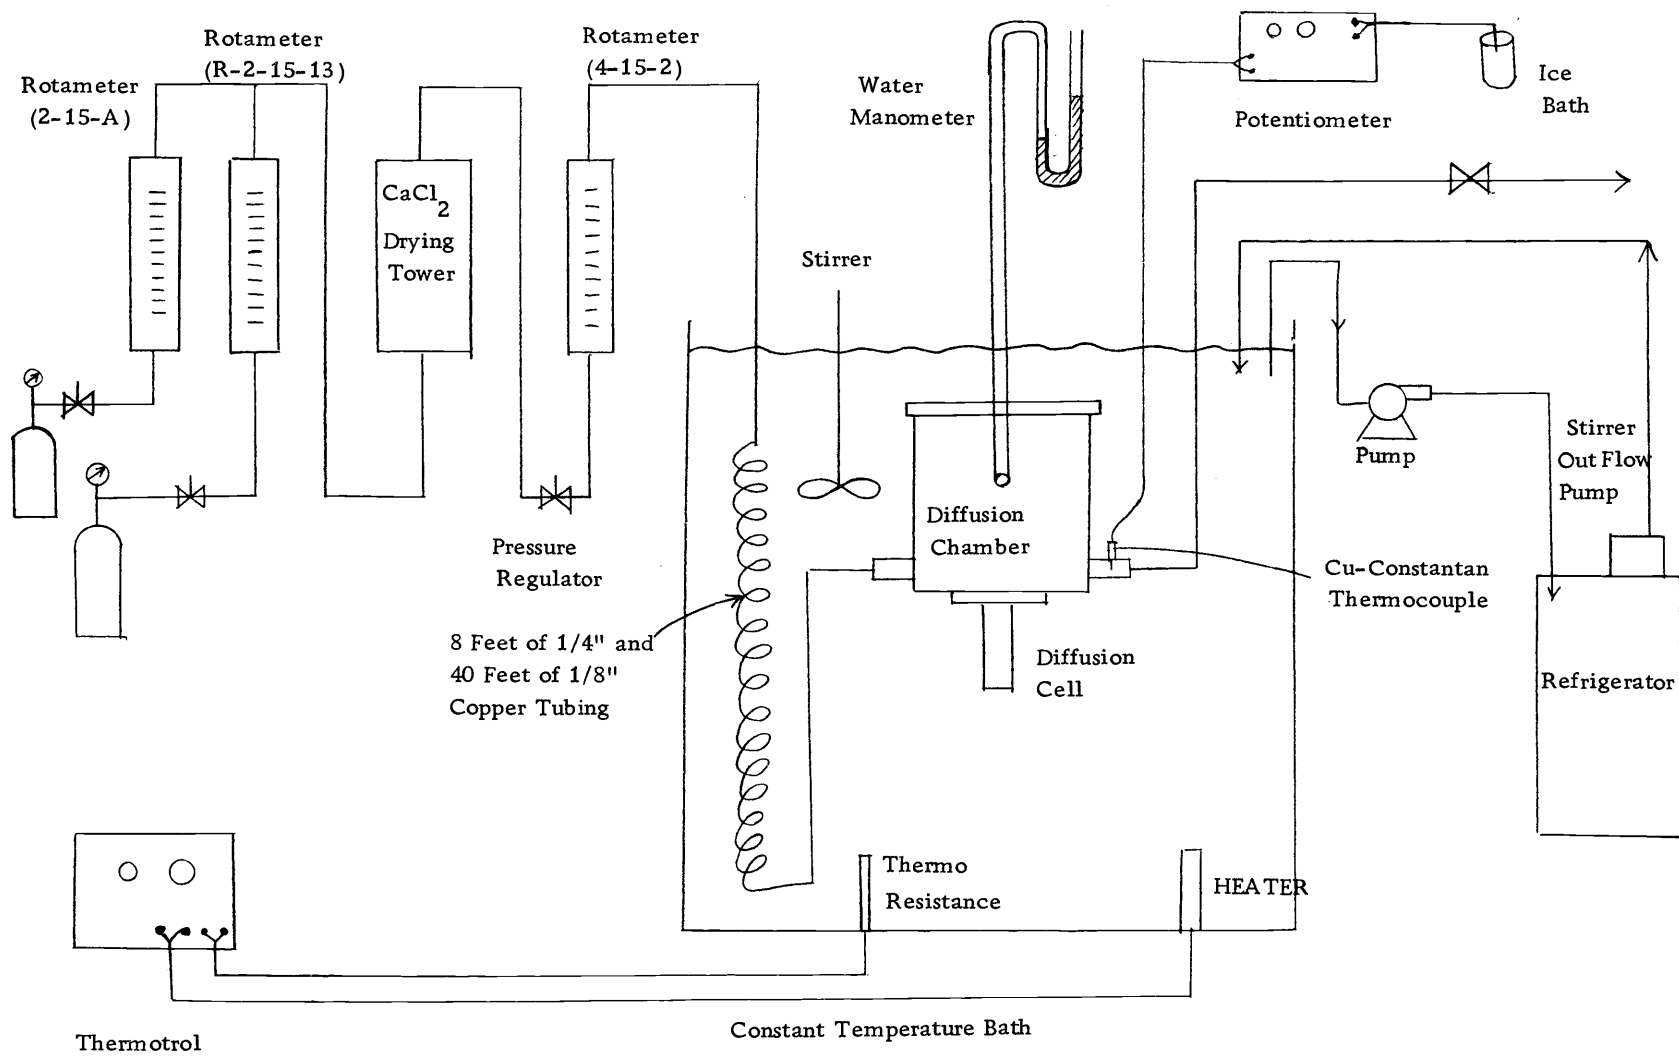 Rotameter
(2-15-A)
Rotameter
(R-2-15-13)
Rotameter
(4-15-2)
Water
Manometer
Potentiometer
Ice
Bath
CaCl2
Drying
Tower
Stirrer
Pump
Stirrer
Out Flow
Pump
Pressure
Regulator
Diffusion
Chamber
Cu-Constantan
Thermocouple
8 Feet of 1/4" and
40 Feet of 1/8"
Copper Tubing
Diffusion
Cell
Refrigerator
Thermo
Resistance
HEATER
Thermotrol
Constant Temperature Bath